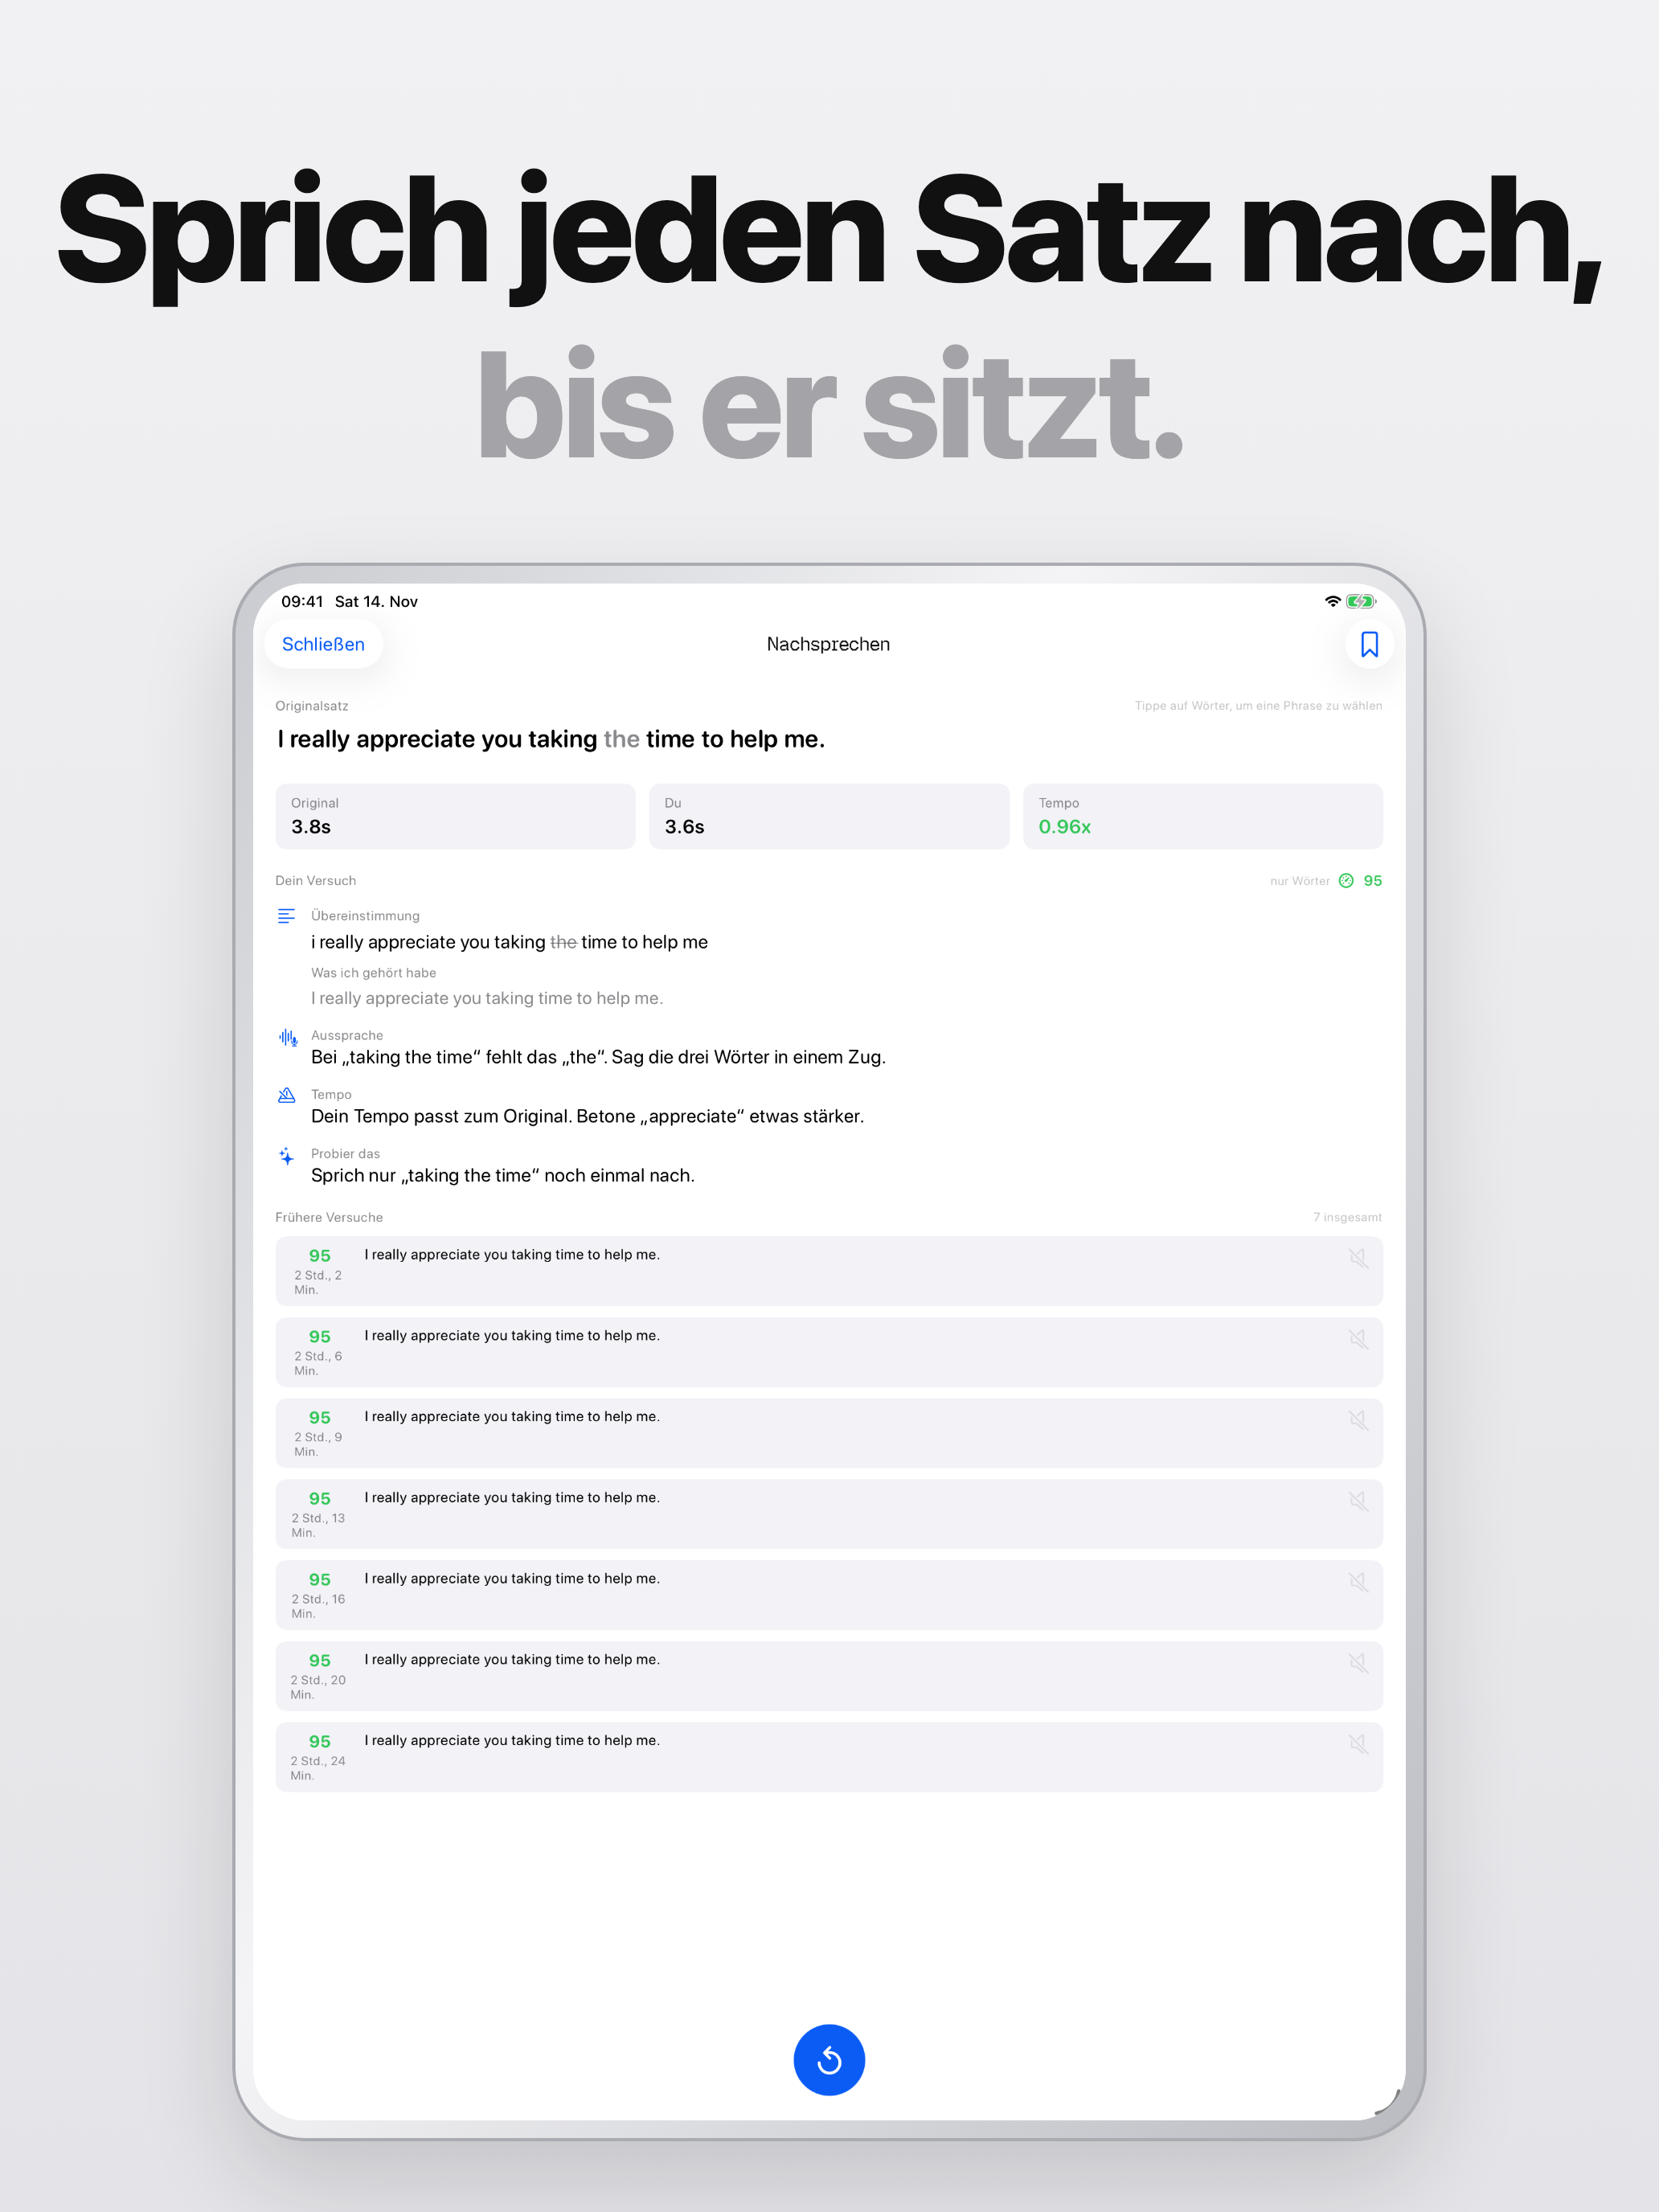 Sprich jeden Satz nach,
bis er sitzt.
09:41 Sat 14. Nov
Schließen
Nachsprechen
Originalsatz
Tippe auf Wörter, um eine Phrase zu wählen
I really appreciate you taking the time to help me.
Original
3.8s
Du
3.6s
Tempo
0.96x
Dein Versuch
nur Wörter 95
Übereinstimmung
i really appreciate you taking the time to help me
Was ich gehört habe
I really appreciate you taking time to help me.
Aussprache
Bei „taking the time“ fehlt das „the“. Sag die drei Wörter in einem Zug.
Tempo
Dein Tempo passt zum Original. Betone „appreciate“ etwas stärker.
Probier das
Sprich nur „taking the time“ noch einmal nach.
Frühere Versuche
7 insgesamt
95
2 Std., 2
Min.
I really appreciate you taking time to help me.
95
2 Std., 6
Min.
I really appreciate you taking time to help me.
95
2 Std., 9
Min.
I really appreciate you taking time to help me.
95
2 Std., 13
Min.
I really appreciate you taking time to help me.
95
2 Std., 16
Min.
I really appreciate you taking time to help me.
95
2 Std., 20
Min.
I really appreciate you taking time to help me.
95
2 Std., 24
Min.
I really appreciate you taking time to help me.